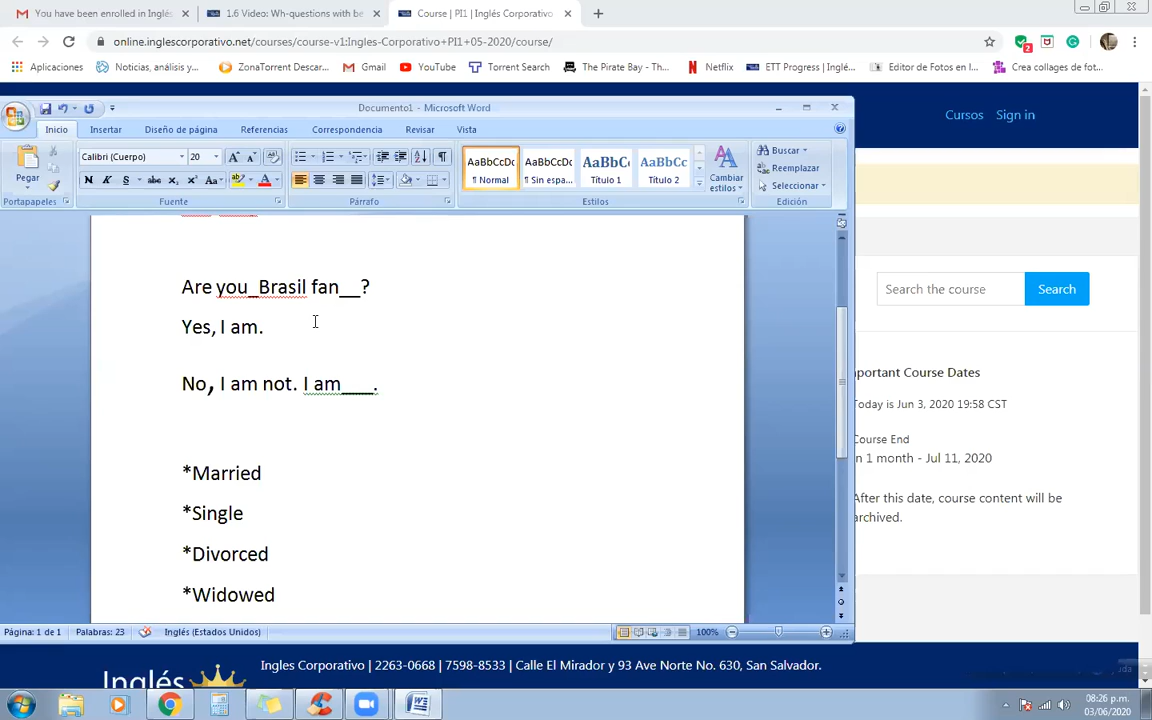 You have been enrolled in Inglés
1.6 Video: Wh-questions with be
Course | PI1 | Inglés Corporativo
online.inglescorporativo.net/courses/course-v1:Ingles-Corporativo+PI1+05-2020/course/
2
Aplicaciones
Noticias, análisis y...
ZonaTorrent Descar...
Gmail
YouTube
Torrent Search
The Pirate Bay - Th...
Netflix
ETT Progress | Inglé...
Editor de Fotos en l...
Crea collages de fot...
Documento1 - Microsoft Word
Cursos
Sign in
Inicio
Insertar
Diseño de página
Referencias
Correspondencia
Revisar
Vista
Pegar
Calibri (Cuerpo)
20
AaBbCcDc
¶ Normal
AaBbCcDc
¶ Sin espa...
AaBbCc
Título 1
AaBbCc
Título 2
Cambiar estilos
Buscar
Reemplazar
Seleccionar
Portapapeles
Fuente
Párrafo
Estilos
Edición
Are you_Brasil fan__?
Yes, I am.
No, I am not. I am___.
*Married
*Single
*Divorced
*Widowed
Search the course
Search
portant Course Dates
Today is Jun 3, 2020 19:58 CST
Course End
in 1 month - Jul 11, 2020
After this date, course content will be
archived.
Página: 1 de 1
Palabras: 23
Inglés (Estados Unidos)
100%
Inglés
Ingles Corporativo | 2263-0668 | 7598-8533 | Calle El Mirador y 93 Ave Norte No. 630, San Salvador.
08:26 p.m.
03/06/2020